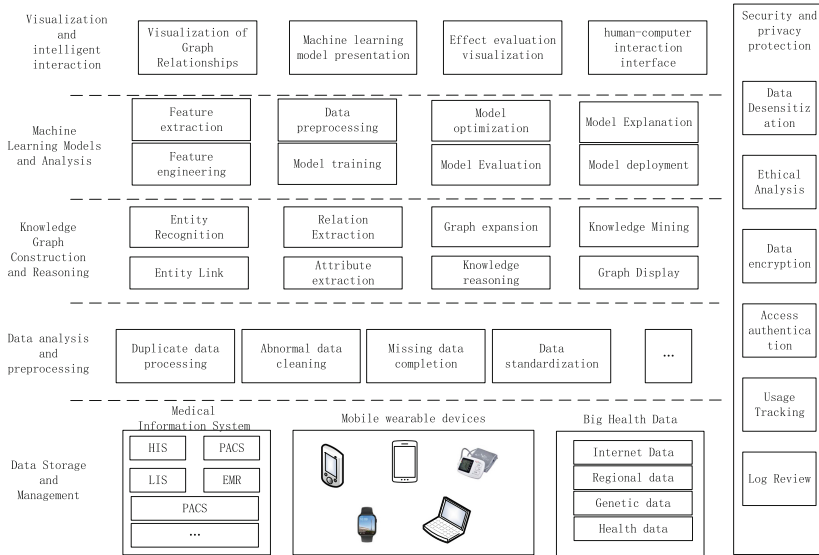 Visualization
and
intelligent
interaction
Visualization of
Graph
Relationships
Machine learning
model presentation
Effect evaluation
visualization
human-computer
interaction
interface
Machine
Learning Models
and Analysis
Feature
extraction
Data
preprocessing
Model
optimization
Model Explanation
Feature
engineering
Model training
Model Evaluation
Model deployment
Knowledge
Graph
Construction
and Reasoning
Entity
Recognition
Relation
Extraction
Graph expansion
Knowledge Mining
Entity Link
Attribute
extraction
Knowledge
reasoning
Graph Display
Data analysis
and
preprocessing
Duplicate data
processing
Abnormal data
cleaning
Missing data
completion
Data
standardization
…
Data Storage
and
Management
Medical
Information System
HIS
PACS
LIS
EMR
PACS
…
Mobile wearable devices
Big Health Data
Internet Data
Regional data
Genetic data
Health data
Security and
privacy
protection
Data
Desensitiz
ation
Ethical
Analysis
Data
encryption
Access
authentica
tion
Usage
Tracking
Log Review